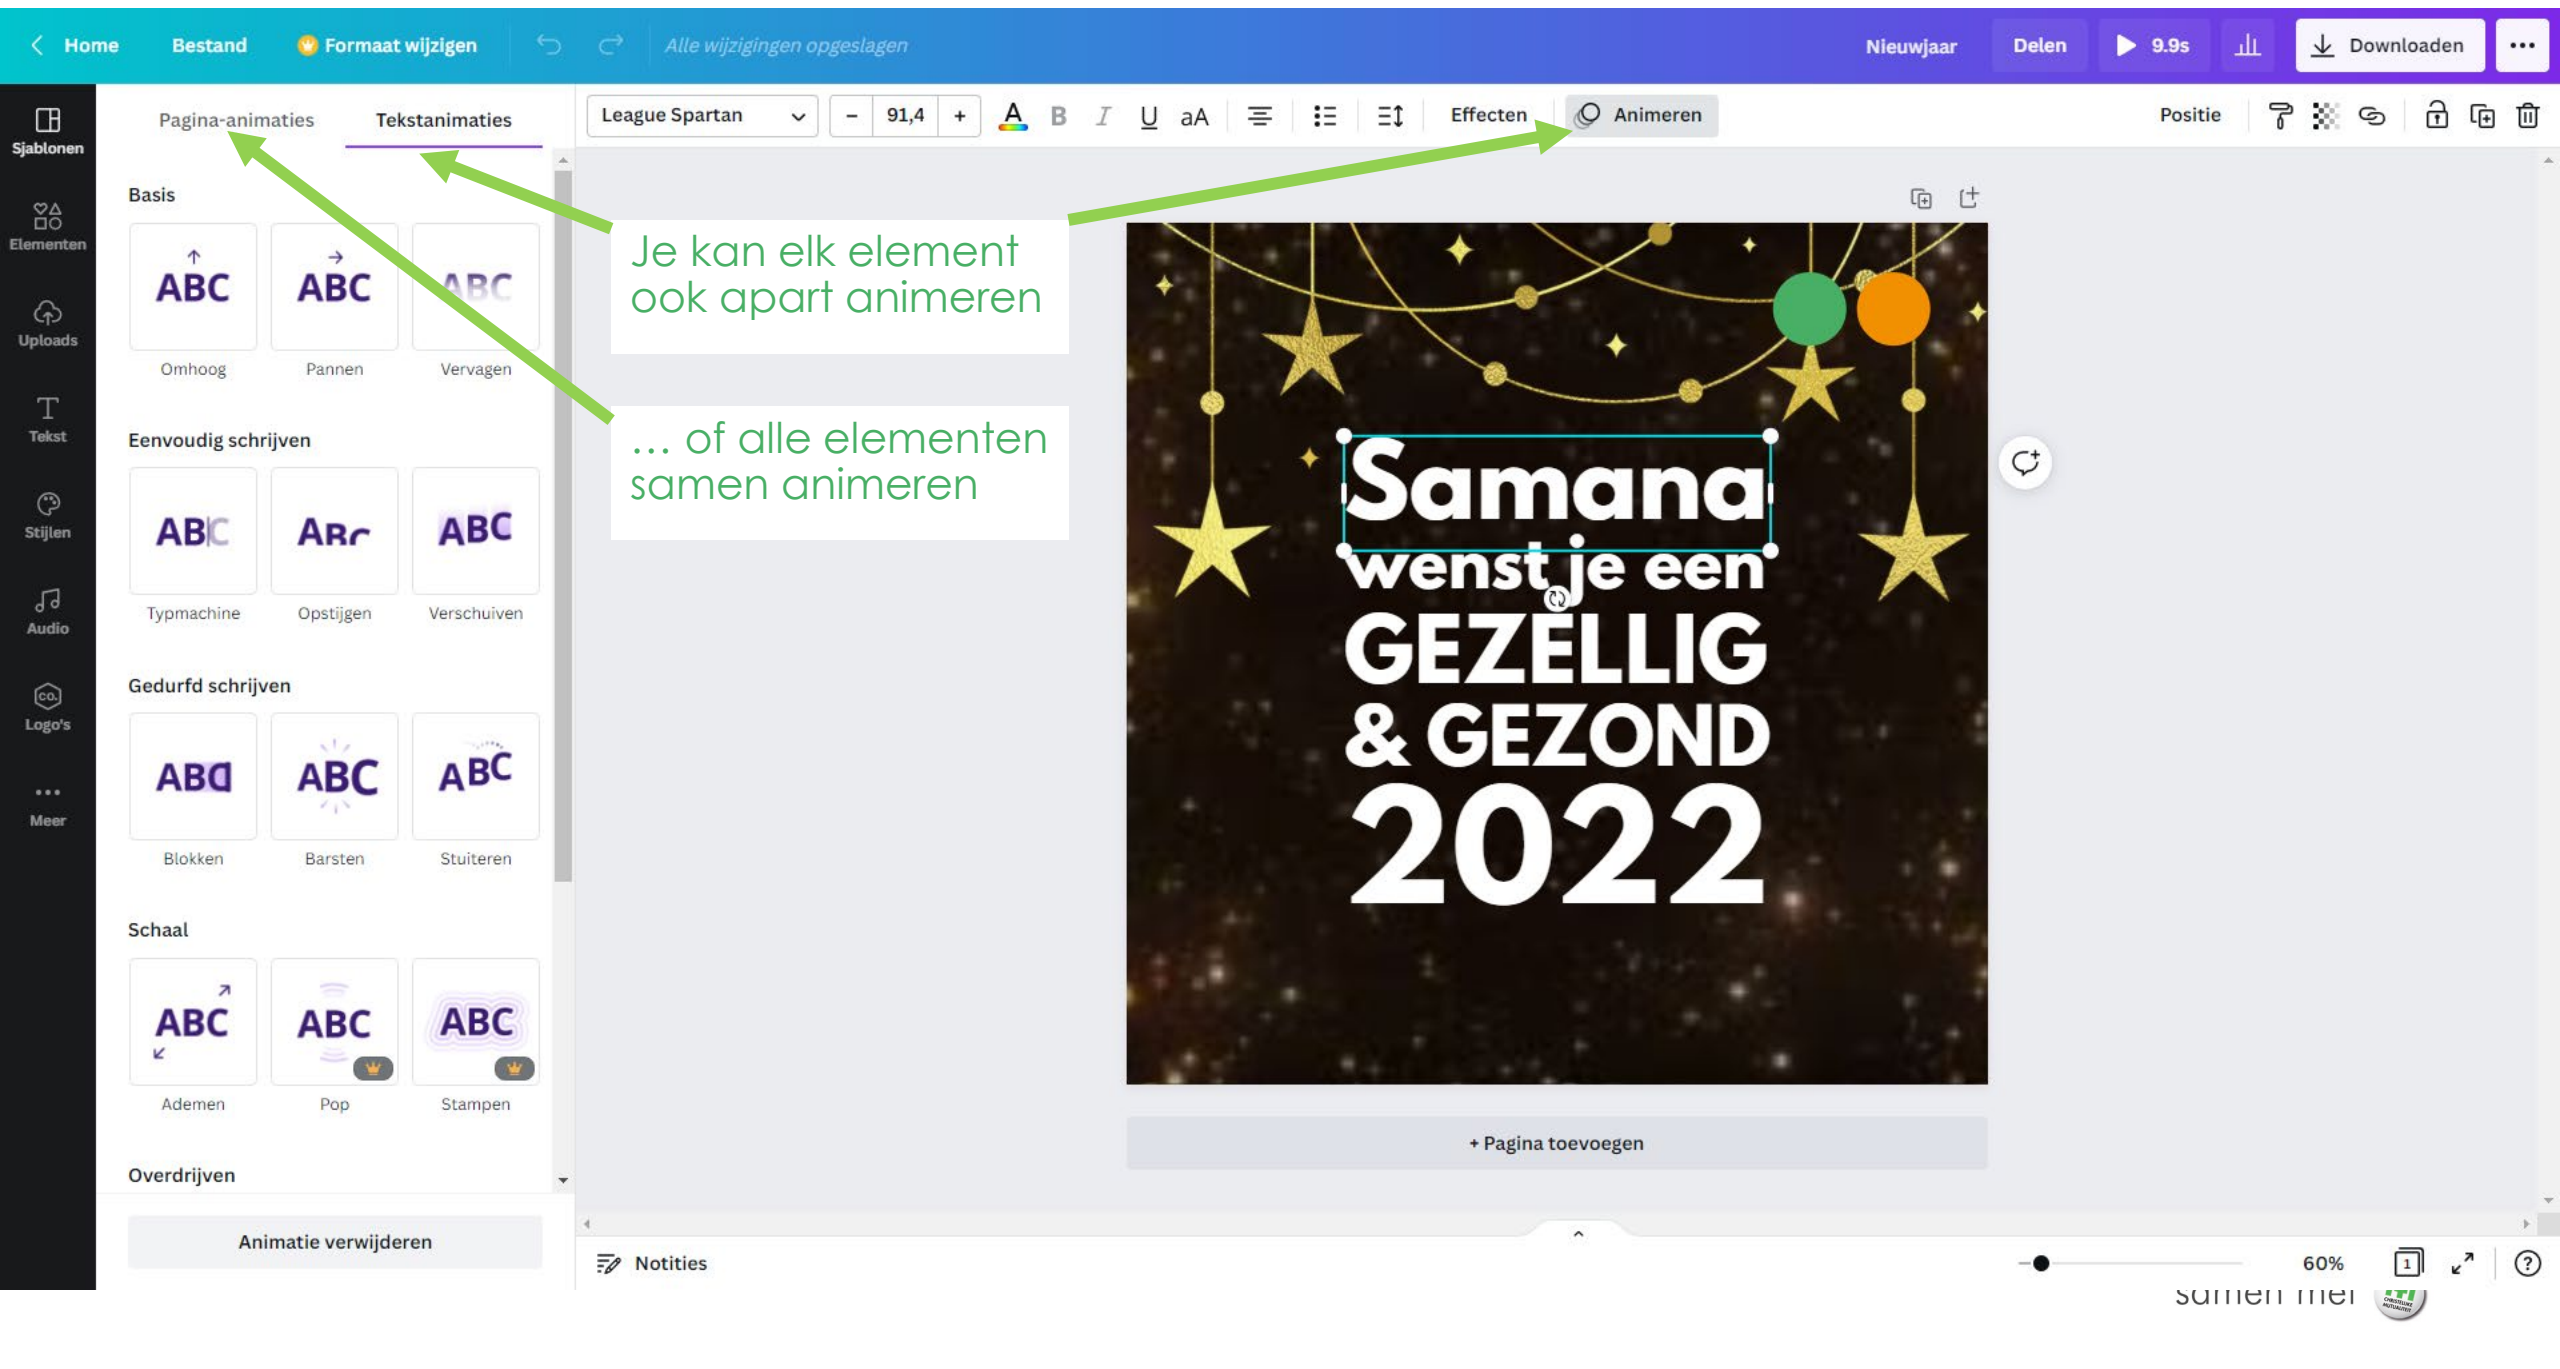 Home Bestand Formaat wijzigen Alle wijzigingen opgeslagen Nieuwjaar Delen 9.9s Downloaden
Sjablonen
Elementen
Uploads
Tekst
Stijlen
Audio
co.
Logo's
Meer
Pagina-animaties Tekstanimaties
Basis
ABC ABC ABC
Omhoog Pannen Vervagen
Eenvoudig schrijven
ABC ABC ABC
Typmachine Opstijgen Verschuiven
Gedurfd schrijven
ABC ABC ABC
Blokken Barsten Stuiteren
Schaal
ABC ABC ABC
Ademen Pop Stampen
Overdrijven
Animatie verwijderen
League Spartan - 91,4 + A B I U aA Effecten Animeren Positie
Je kan elk element
ook apart animeren
... of alle elementen
samen animeren
Samana
wenst je een
GEZELLIG
& GEZOND
2022
+ Pagina toevoegen
Notities 60% 1 ?
samen met